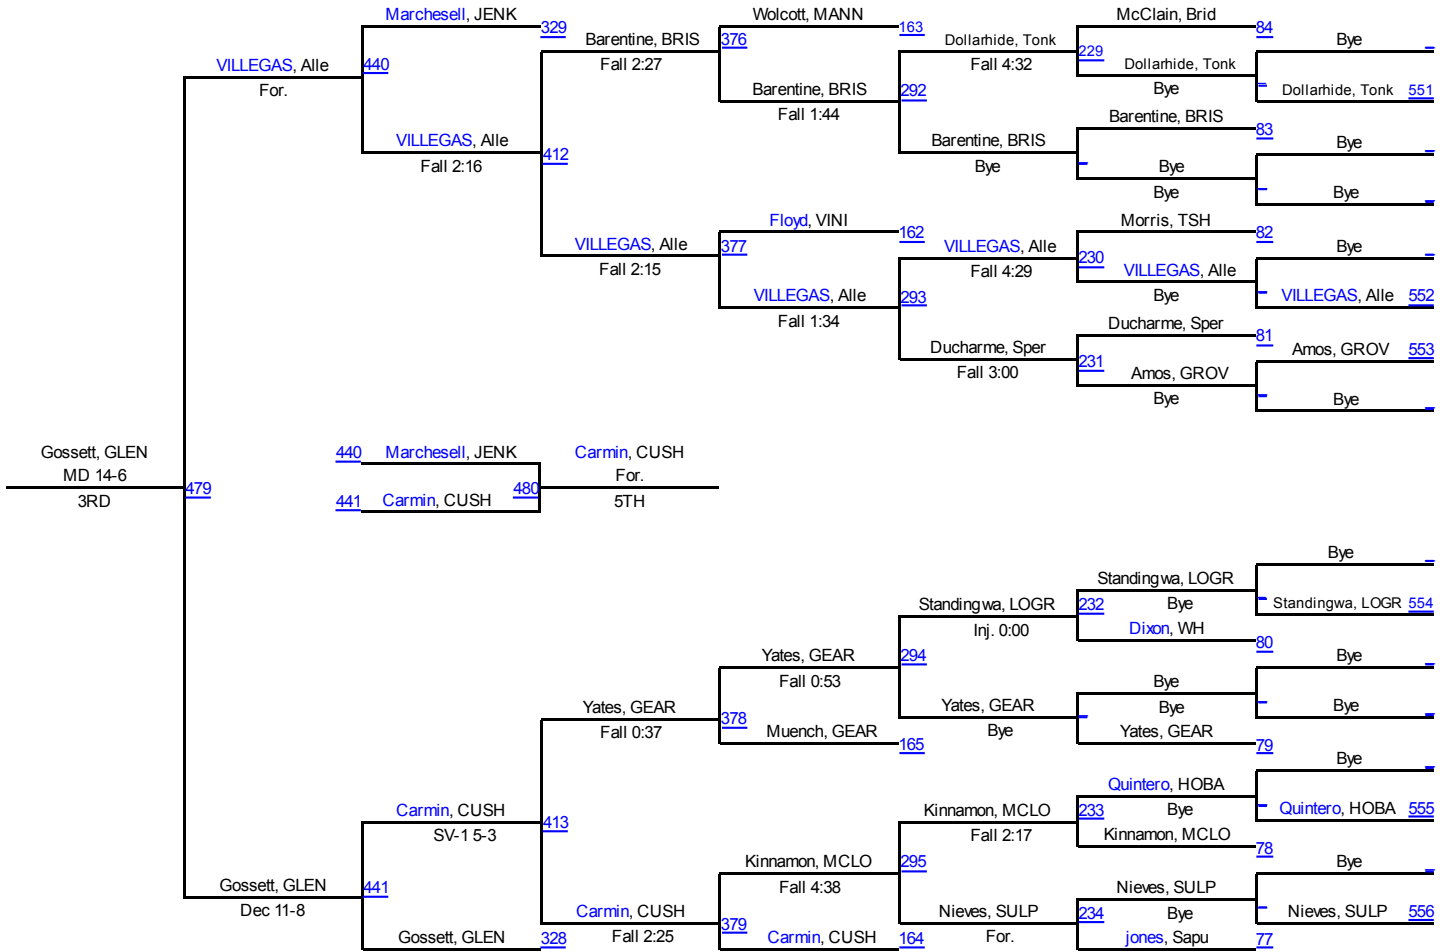 Marchesell, JENK
329
Wolcott, MANN
163
McClain, Brid
84
Barentine, BRIS
376
Fall 2:27
Dollarhide, Tonk
229
Fall 4:32
Bye
VILLEGAS, Alle
440
For.
Dollarhide, Tonk
Bye
Dollarhide, Tonk 551
Barentine, BRIS
292
Fall 1:44
Barentine, BRIS
83
VILLEGAS, Alle
412
Fall 2:16
Barentine, BRIS
Bye
Bye
Bye
Bye
Bye
Floyd, VINI
162
Morris, TSH
82
VILLEGAS, Alle
377
Fall 2:15
VILLEGAS, Alle
230
Fall 4:29
Bye
VILLEGAS, Alle
Bye
VILLEGAS, Alle 552
VILLEGAS, Alle
293
Fall 1:34
Ducharme, Sper
81
Ducharme, Sper
231
Fall 3:00
Amos, GROV 553
Amos, GROV
Bye
Bye
Gossett, GLEN
MD 14-6
479
3RD
440 Marchesell, JENK
441 Carmin, CUSH
480
Carmin, CUSH
For.
5TH
Bye
Standingwa, LOGR
232
Bye
Standingwa, LOGR 554
Standingwa, LOGR
Inj. 0:00
Dixon, WH
80
Yates, GEAR
294
Fall 0:53
Bye
Bye
Bye
Bye
Yates, GEAR
378
Fall 0:37
Yates, GEAR
Bye
Muench, GEAR
165
Yates, GEAR
79
Bye
Quintero, HOBA
233
Bye
Quintero, HOBA 555
Carmin, CUSH
413
SV-1 5-3
Kinnamon, MCLO
Fall 2:17
Kinnamon, MCLO
78
Kinnamon, MCLO
295
Fall 4:38
Bye
Gossett, GLEN
441
Dec 11-8
Nieves, SULP
234
Bye
Nieves, SULP 556
Carmin, CUSH
379
Fall 2:25
Nieves, SULP
For.
Gossett, GLEN 328
Carmin, CUSH 164
jones, Sapu
77